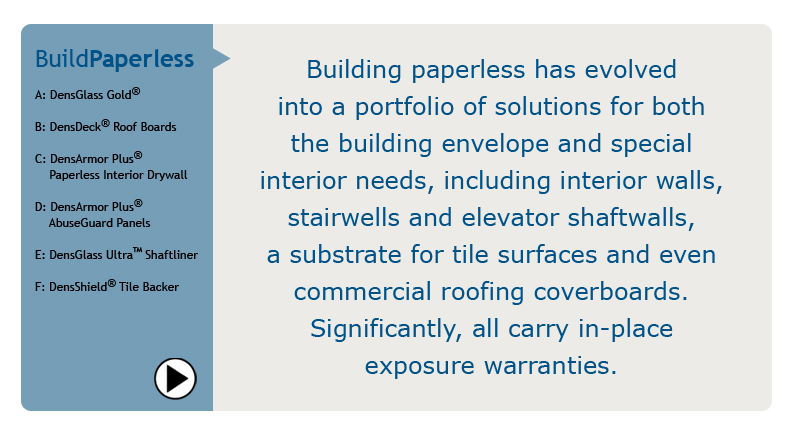 BuildPaperless
A: DensGlass Gold®
B: DensDeck® Roof Boards
C: DensArmor Plus®
Paperless Interior Drywall
D: DensArmor Plus®
AbuseGuard Panels
E: DensGlass Ultra™ Shaftliner
F: DensShield® Tile Backer
Building paperless has evolved
into a portfolio of solutions for both
the building envelope and special
interior needs, including interior walls,
stairwells and elevator shaftwalls,
a substrate for tile surfaces and even
commercial roofing coverboards.
Significantly, all carry in-place
exposure warranties.